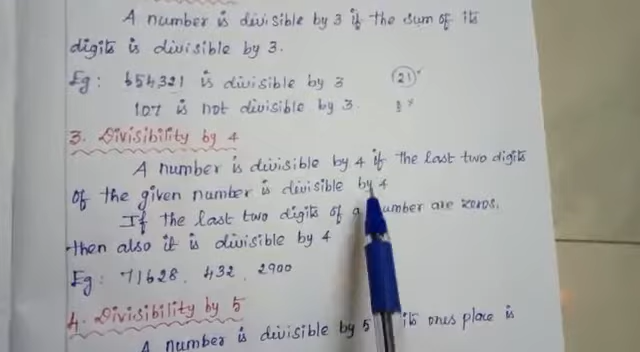 A number is divisible by 3 if the sum of its
digits is divisible by 3.
Eg: 654321 is divisible by 3 21
107 is not divisible by 3. 8 x
3. Divisibility by 4
A number is divisible by 4 if the last two digits
of the given number is divisible by 4
If the last two digits of a number are zeros.
then also it is divisible by 4
Eg: 71628, 432, 2900
4. Divisibility by 5
A number is divisible by 5 its ones place is